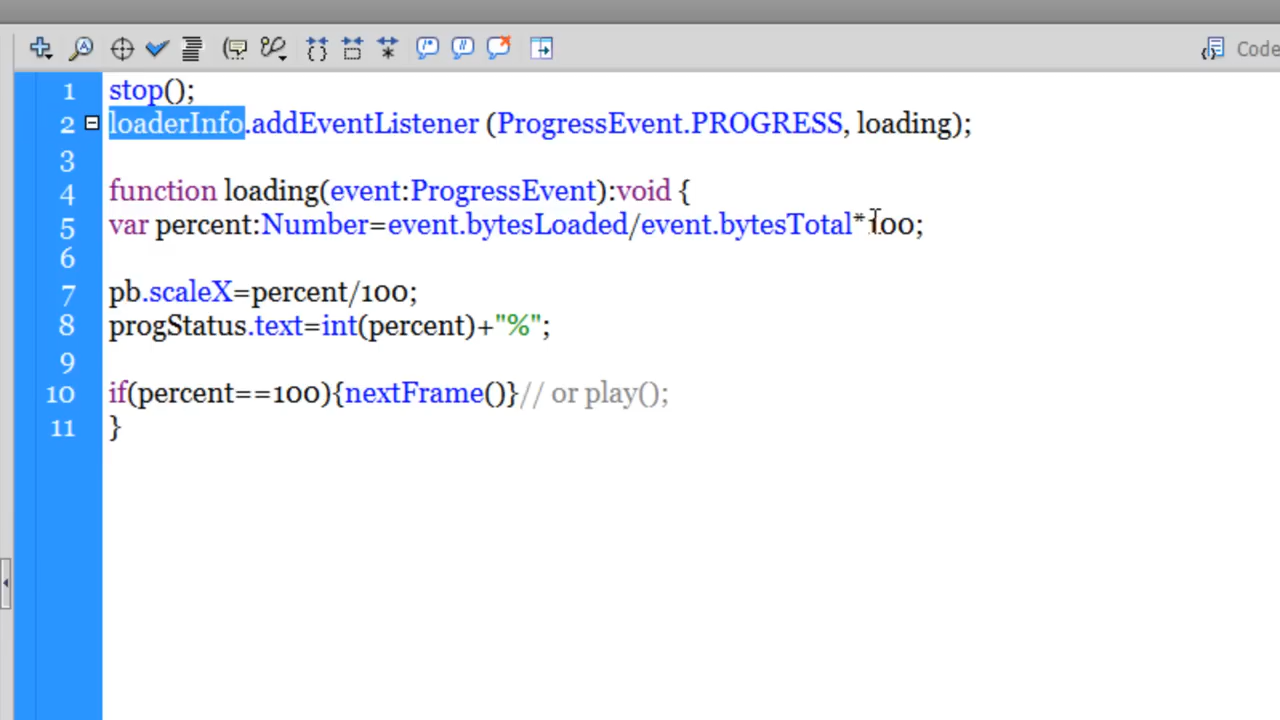 Code
1 stop();
2 loaderInfo.addEventListener (ProgressEvent.PROGRESS, loading);
3
4 function loading(event:ProgressEvent):void {
5 var percent:Number=event.bytesLoaded/event.bytesTotal*100;
6
7 pb.scaleX=percent/100;
8 progStatus.text=int(percent)+"%";
9
10 if(percent==100){nextFrame()}// or play();
11 }